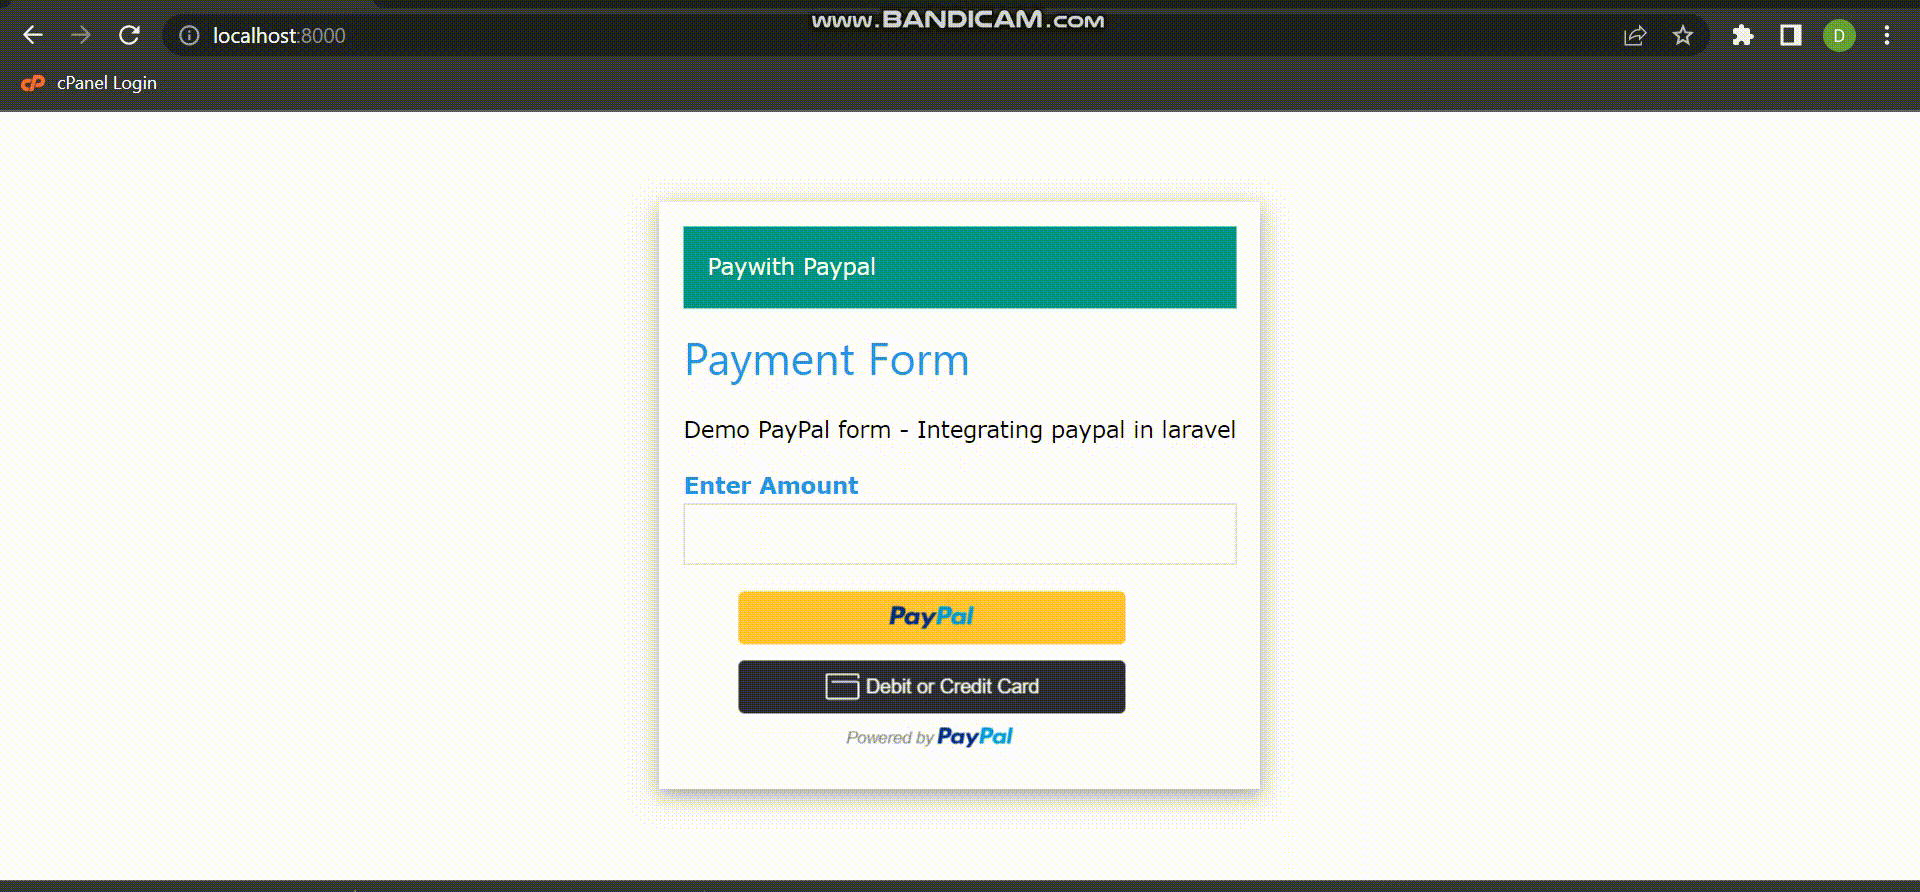 www.BANDICAM.com
localhost:8000
D
cPanel Login
Paywith Paypal
Payment Form
Demo PayPal form - Integrating paypal in laravel
Enter Amount
PayPal
Debit or Credit Card
Powered by PayPal